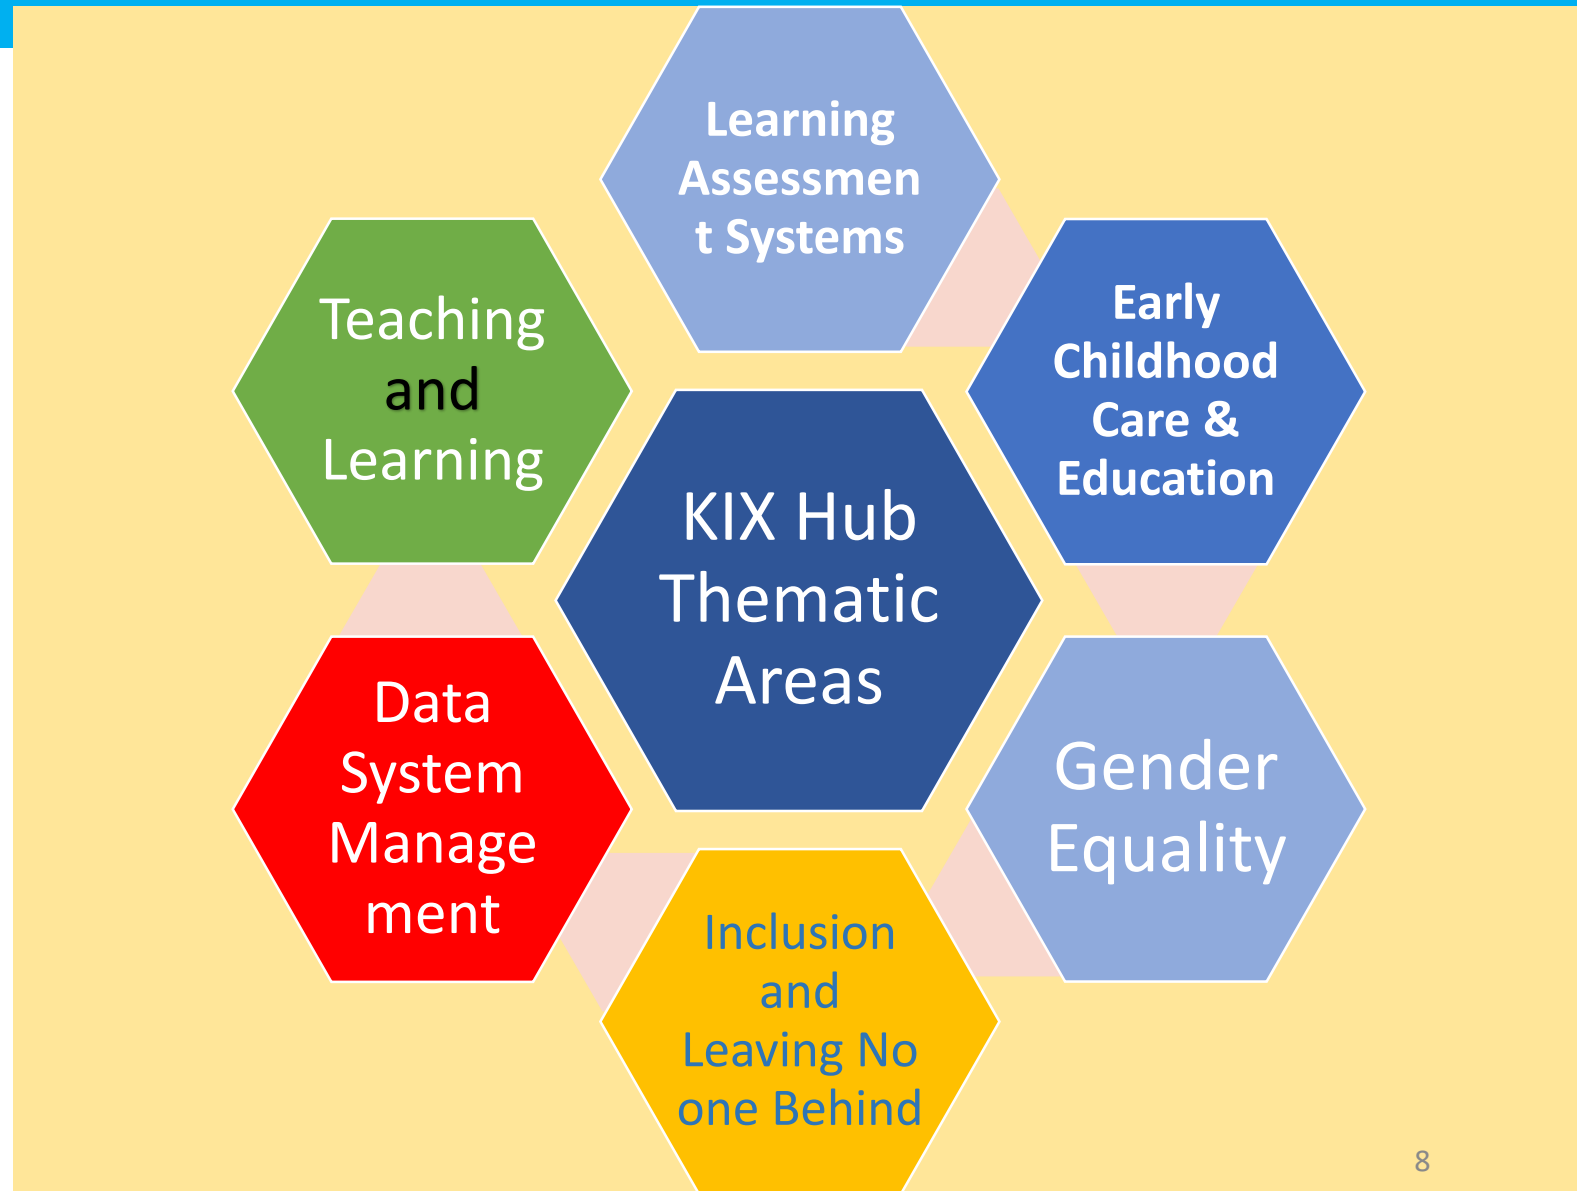 Learning
Assessmen
t Systems
Early
Childhood
Care &
Education
Gender
Equality
Inclusion
and
Leaving No
one Behind
Data
System
Manage
ment
Teaching
and
Learning
KIX Hub
Thematic
Areas
8